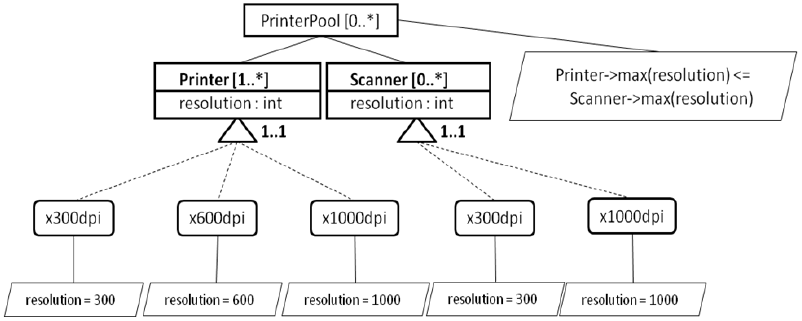 PrinterPool [0..*]
Printer [1..*]
resolution : int
Scanner [0..*]
resolution : int
Printer->max(resolution) <=
Scanner->max(resolution)
1..1
1..1
x300dpi
x600dpi
x1000dpi
x300dpi
x1000dpi
resolution = 300
resolution = 600
resolution = 1000
resolution = 300
resolution = 1000